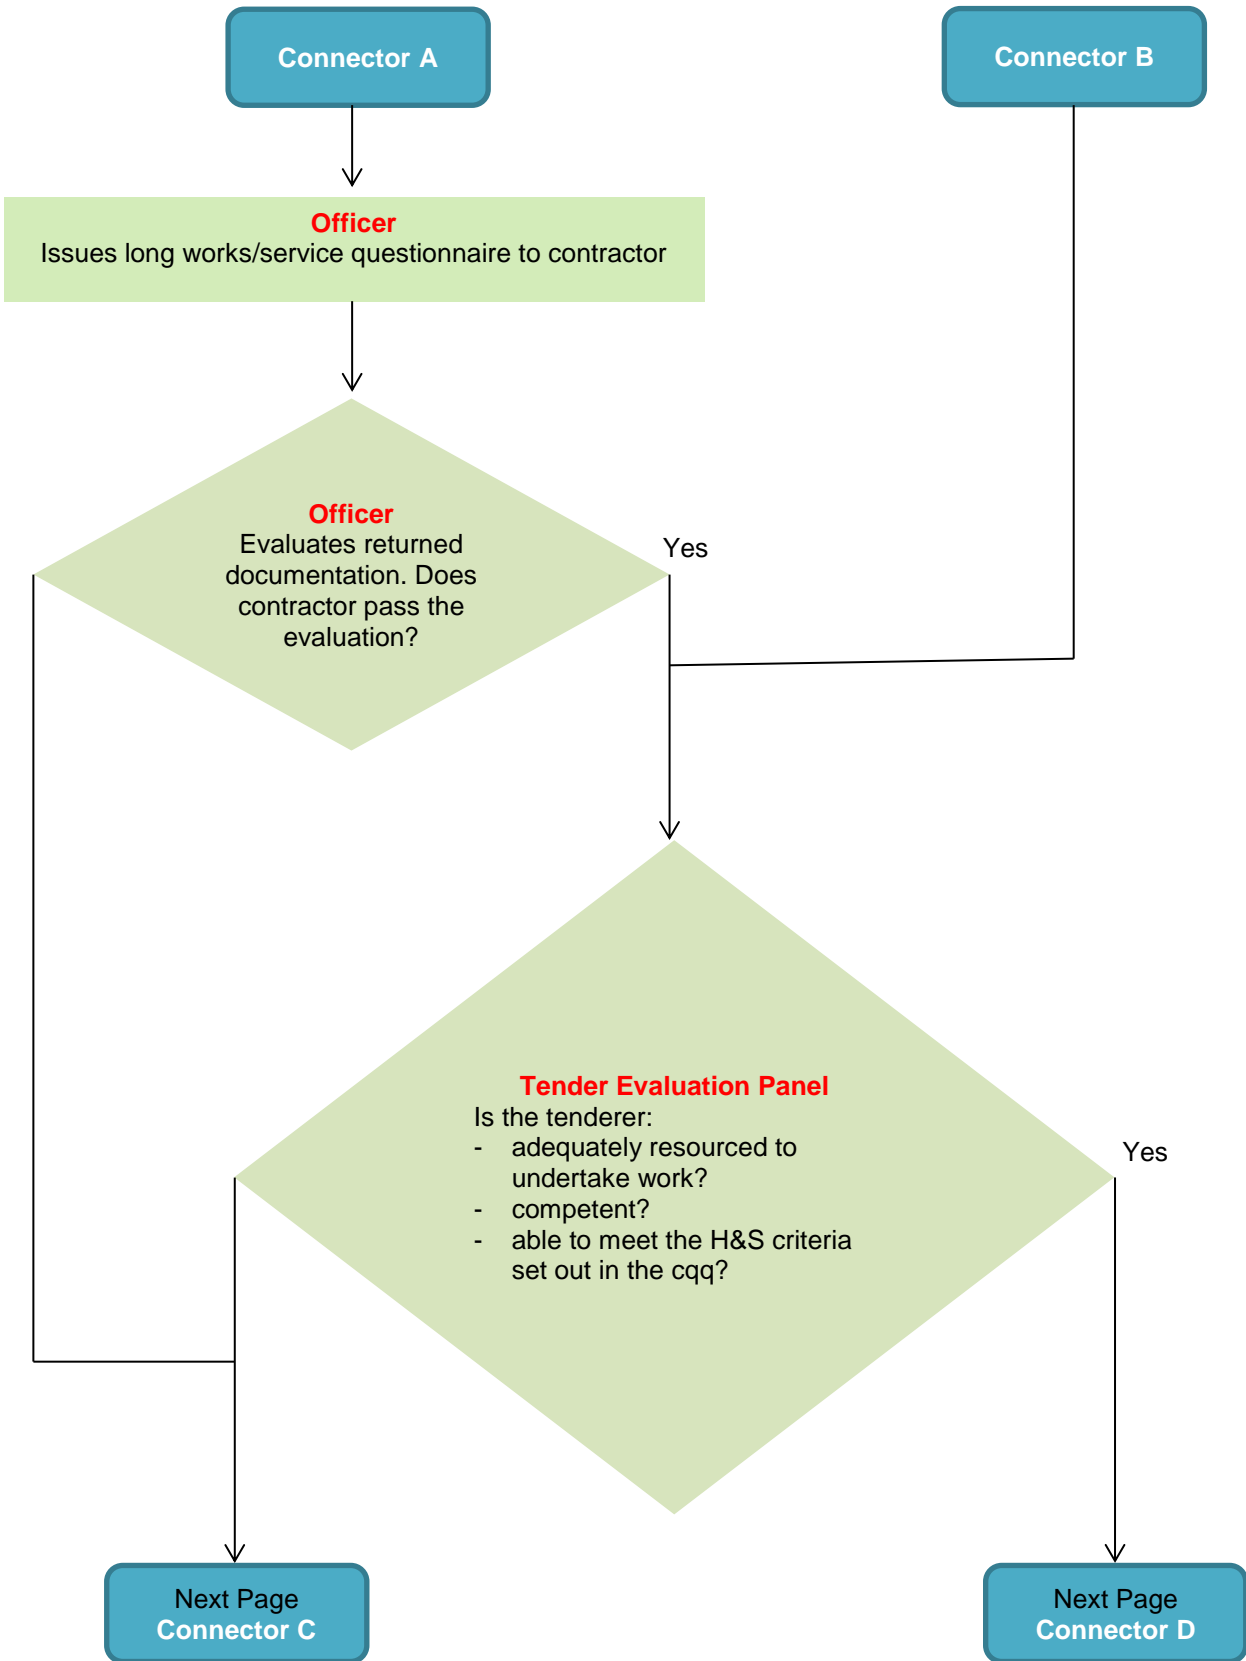 Connector A
Connector B
Officer
Issues long works/service questionnaire to contractor
Officer
Evaluates returned
documentation. Does
contractor pass the
evaluation?
Yes
Tender Evaluation Panel
Is the tenderer:
- adequately resourced to
undertake work?
- competent?
- able to meet the H&S criteria
set out in the cqq?
Yes
Next Page
Connector C
Next Page
Connector D